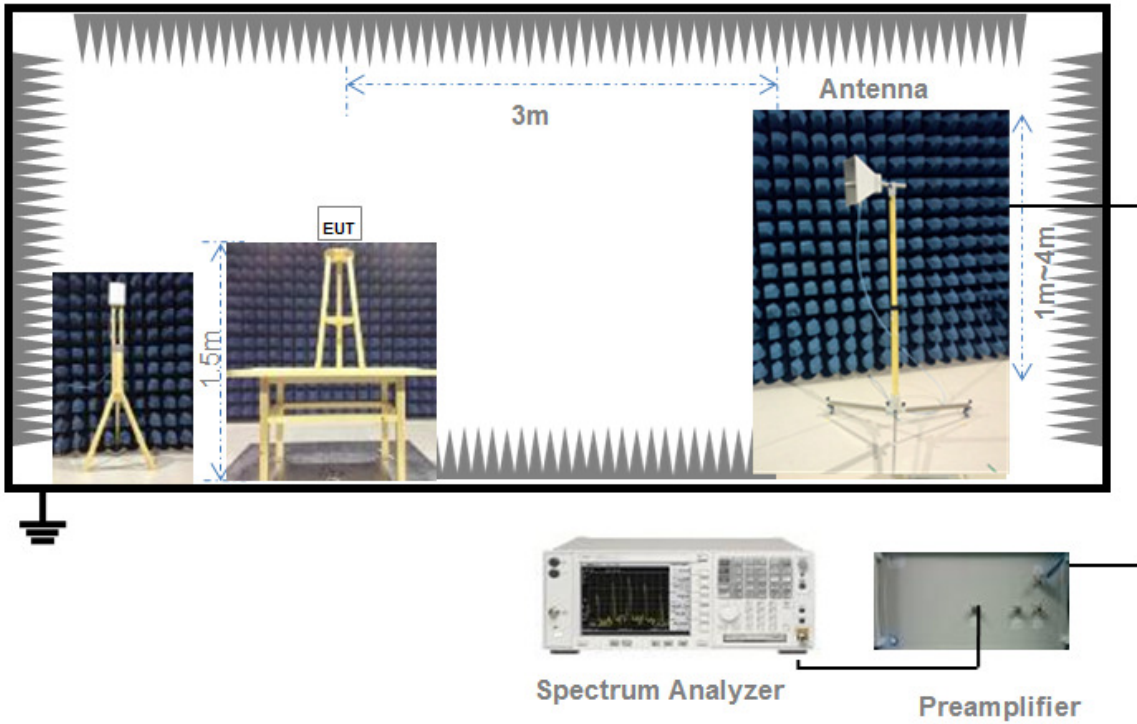 Antenna
3m
EUT
1.5m
1m~4m
Spectrum Analyzer
Preamplifier